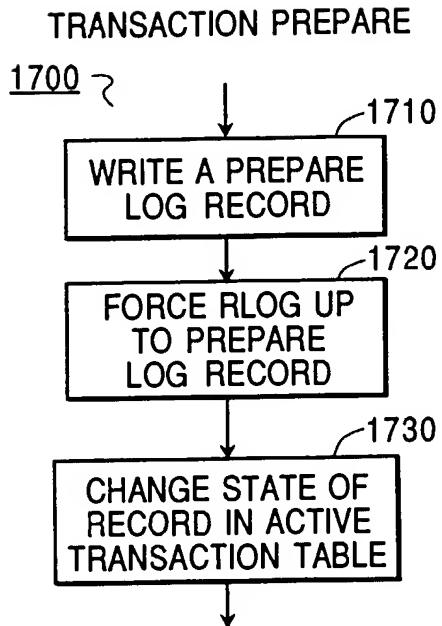 TRANSACTION PREPARE
1700
1710
WRITE A PREPARE
LOG RECORD
1720
FORCE RLOG UP
TO PREPARE
LOG RECORD
1730
CHANGE STATE OF
RECORD IN ACTIVE
TRANSACTION TABLE